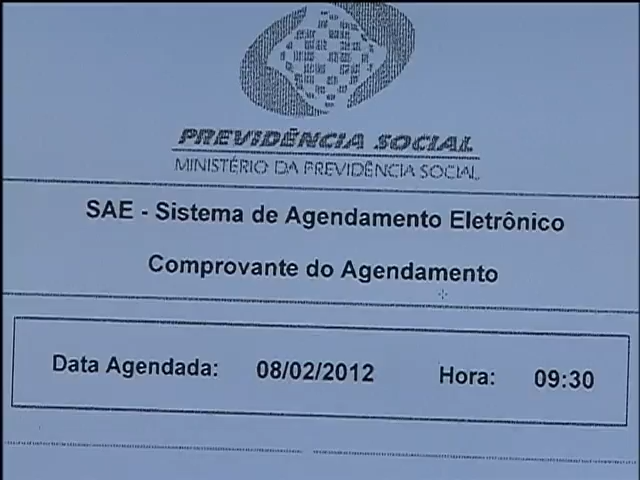 PREVIDÊNCIA SOCIAL
MINISTÉRIO DA PREVIDÊNCIA SOCIAL
SAE - Sistema de Agendamento Eletrônico
Comprovante do Agendamento
Data Agendada: 08/02/2012 Hora: 09:30